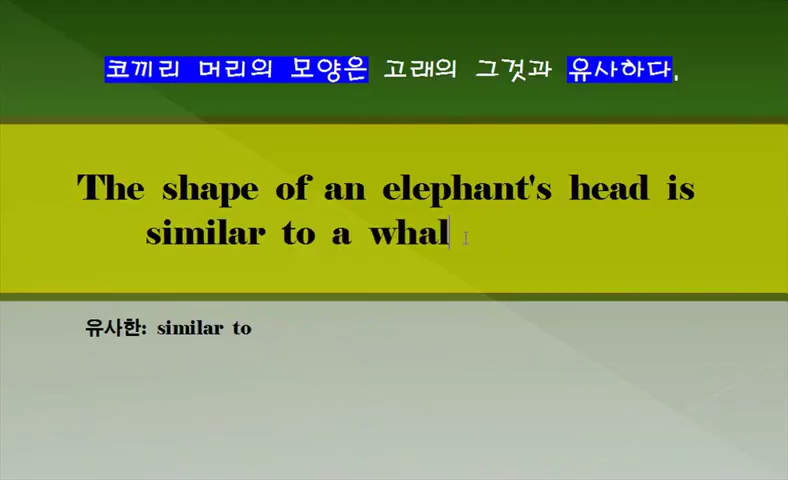 코끼리 머리의 모양은 고래의 그것과 유사하다.
The shape of an elephant's head is
similar to a whal
유사한: similar to